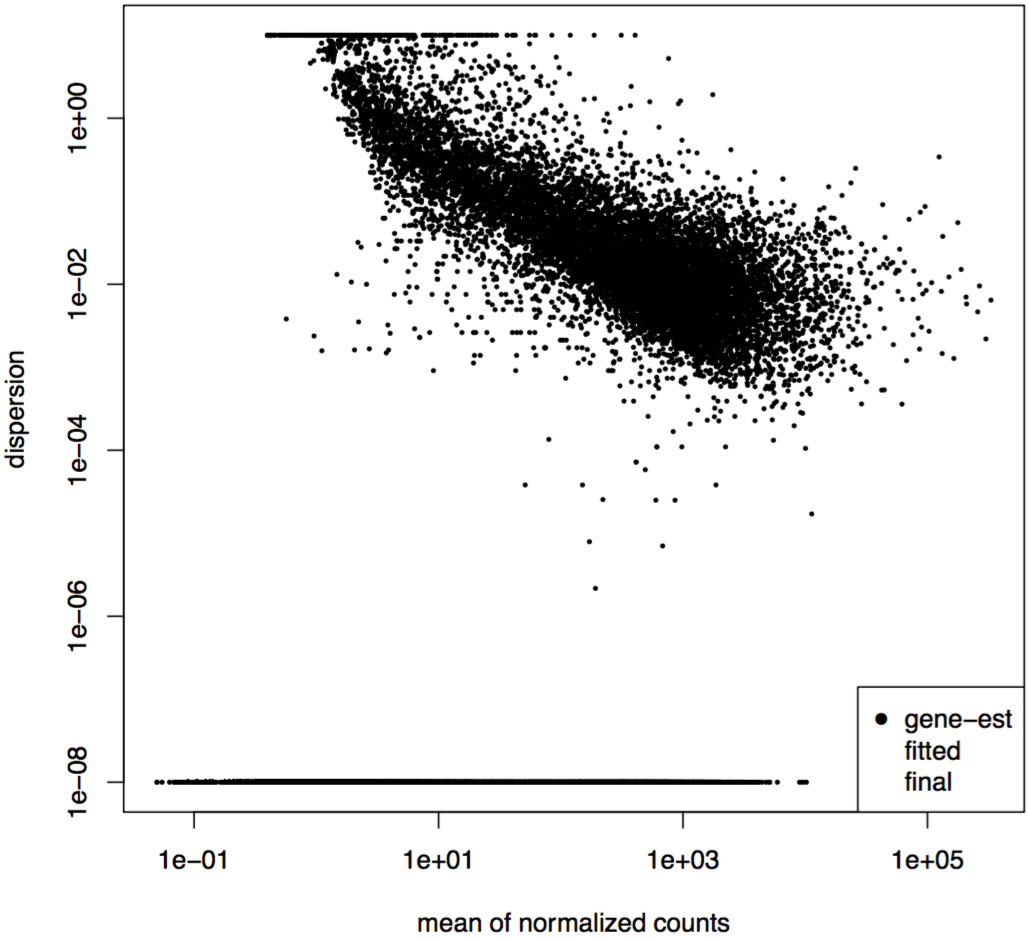 dispersion
1e+00
1e−02
1e−04
1e−06
1e−08
gene−est
fitted
final
1e−01
1e+01
1e+03
1e+05
mean of normalized counts